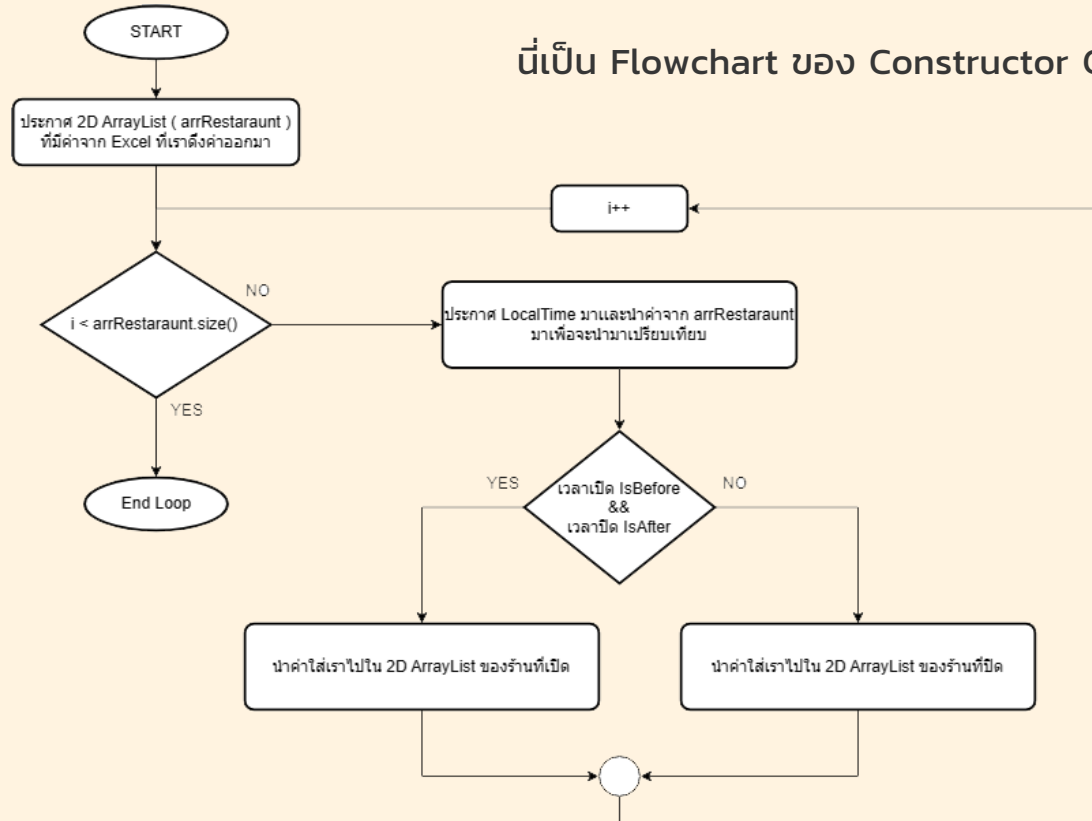 START
นี่เป็น Flowchart ของ Constructor
ประกาศ 2D ArrayList ( arrRestaraunt )
ที่มีค่าจาก Excel ที่เราดึงค่าออกมา
i++
NO
i < arrRestaraunt.size()
ประกาศ LocalTime มาและนำค่าจาก arrRestaraunt
มาเพื่อจะนำมาเปรียบเทียบ
YES
End Loop
YES
เวลาเปิด IsBefore
&&
เวลาปิด IsAfter
NO
นำค่าใส่เราไปใน 2D ArrayList ของร้านที่เปิด
นำค่าใส่เราไปใน 2D ArrayList ของร้านที่ปิด